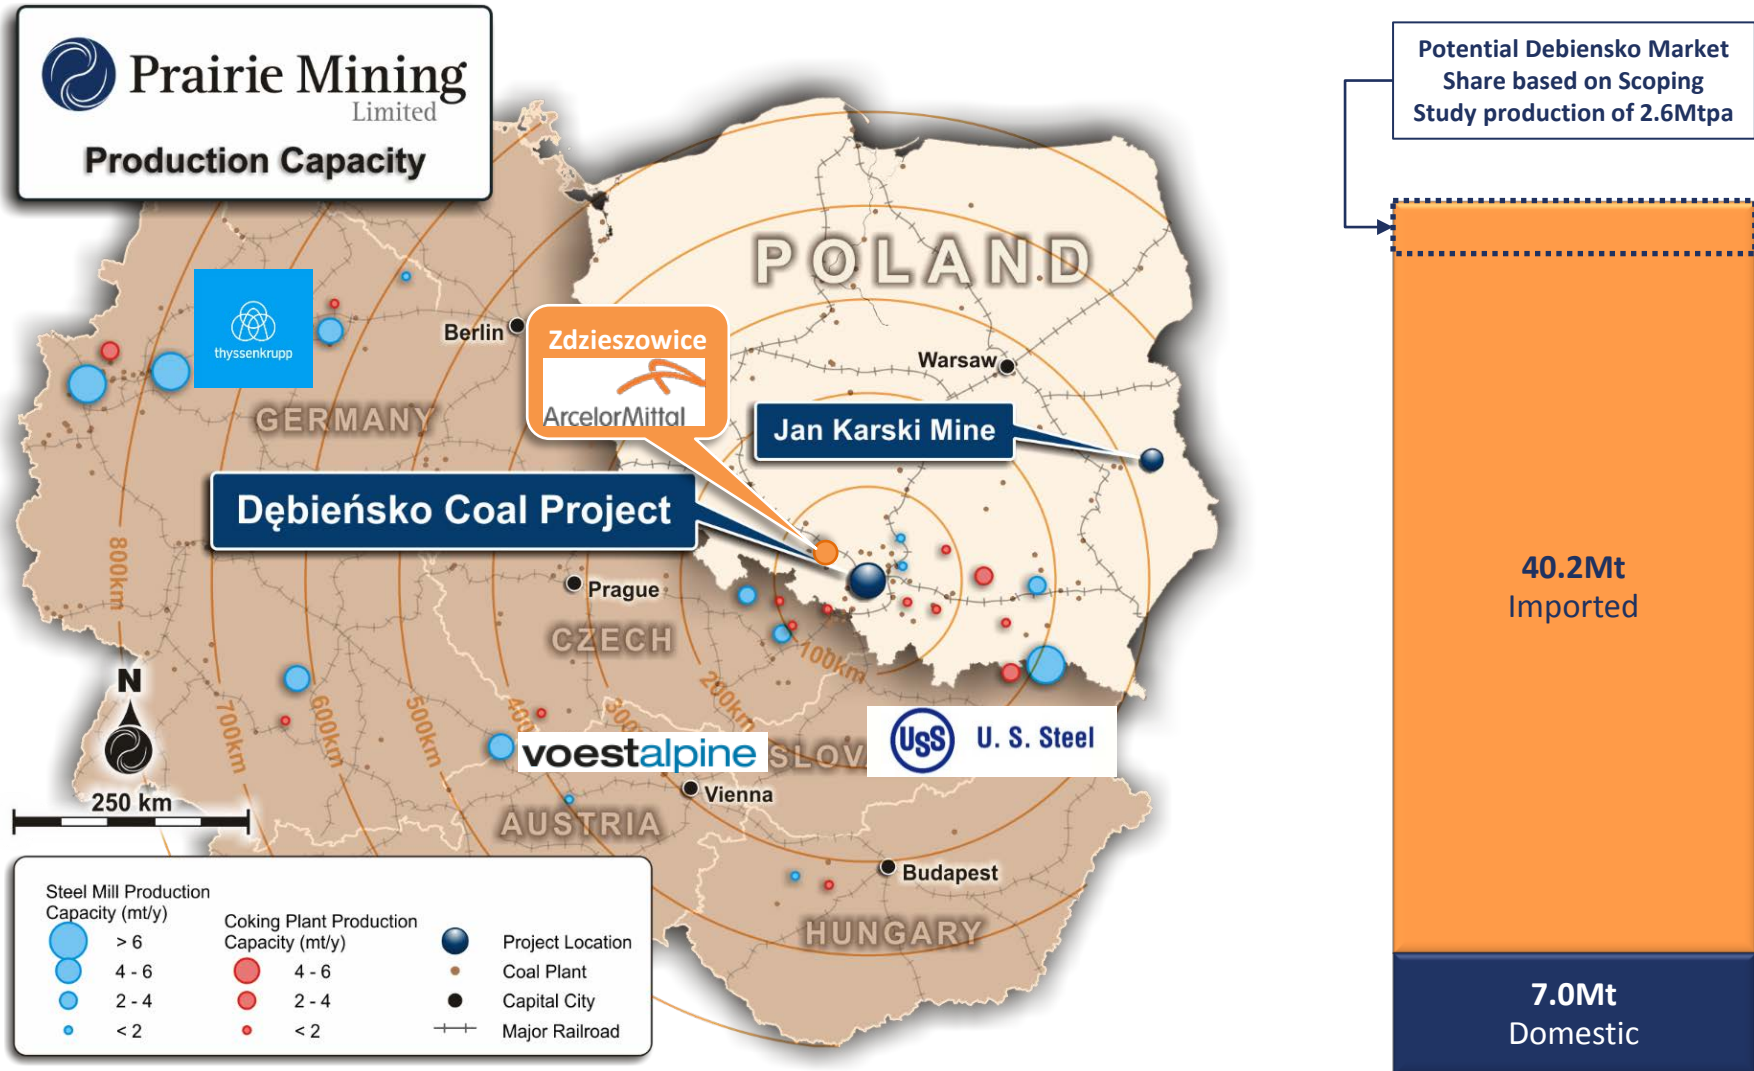 Prairie Mining
Limited
Production Capacity
Potential Debiensko Market
Share based on Scoping
Study production of 2.6Mtpa
POLAND
thyssenkrupp
Berlin
Zdzieszowice
ArcelorMittal
Warsaw
GERMANY
Jan Karski Mine
Dębieńsko Coal Project
800km
Prague
CZECH
100km
200km
300
400
500km
600km
700km
N
250 km
voestalpine
SLOVA
USS
U. S. Steel
Vienna
AUSTRIA
Budapest
HUNGARY
40.2Mt
Imported
7.0Mt
Domestic
Steel Mill Production
Capacity (mt/y)
> 6
4 - 6
2 - 4
< 2
Coking Plant Production
Capacity (mt/y)
4 - 6
2 - 4
< 2
Project Location
Coal Plant
Capital City
Major Railroad